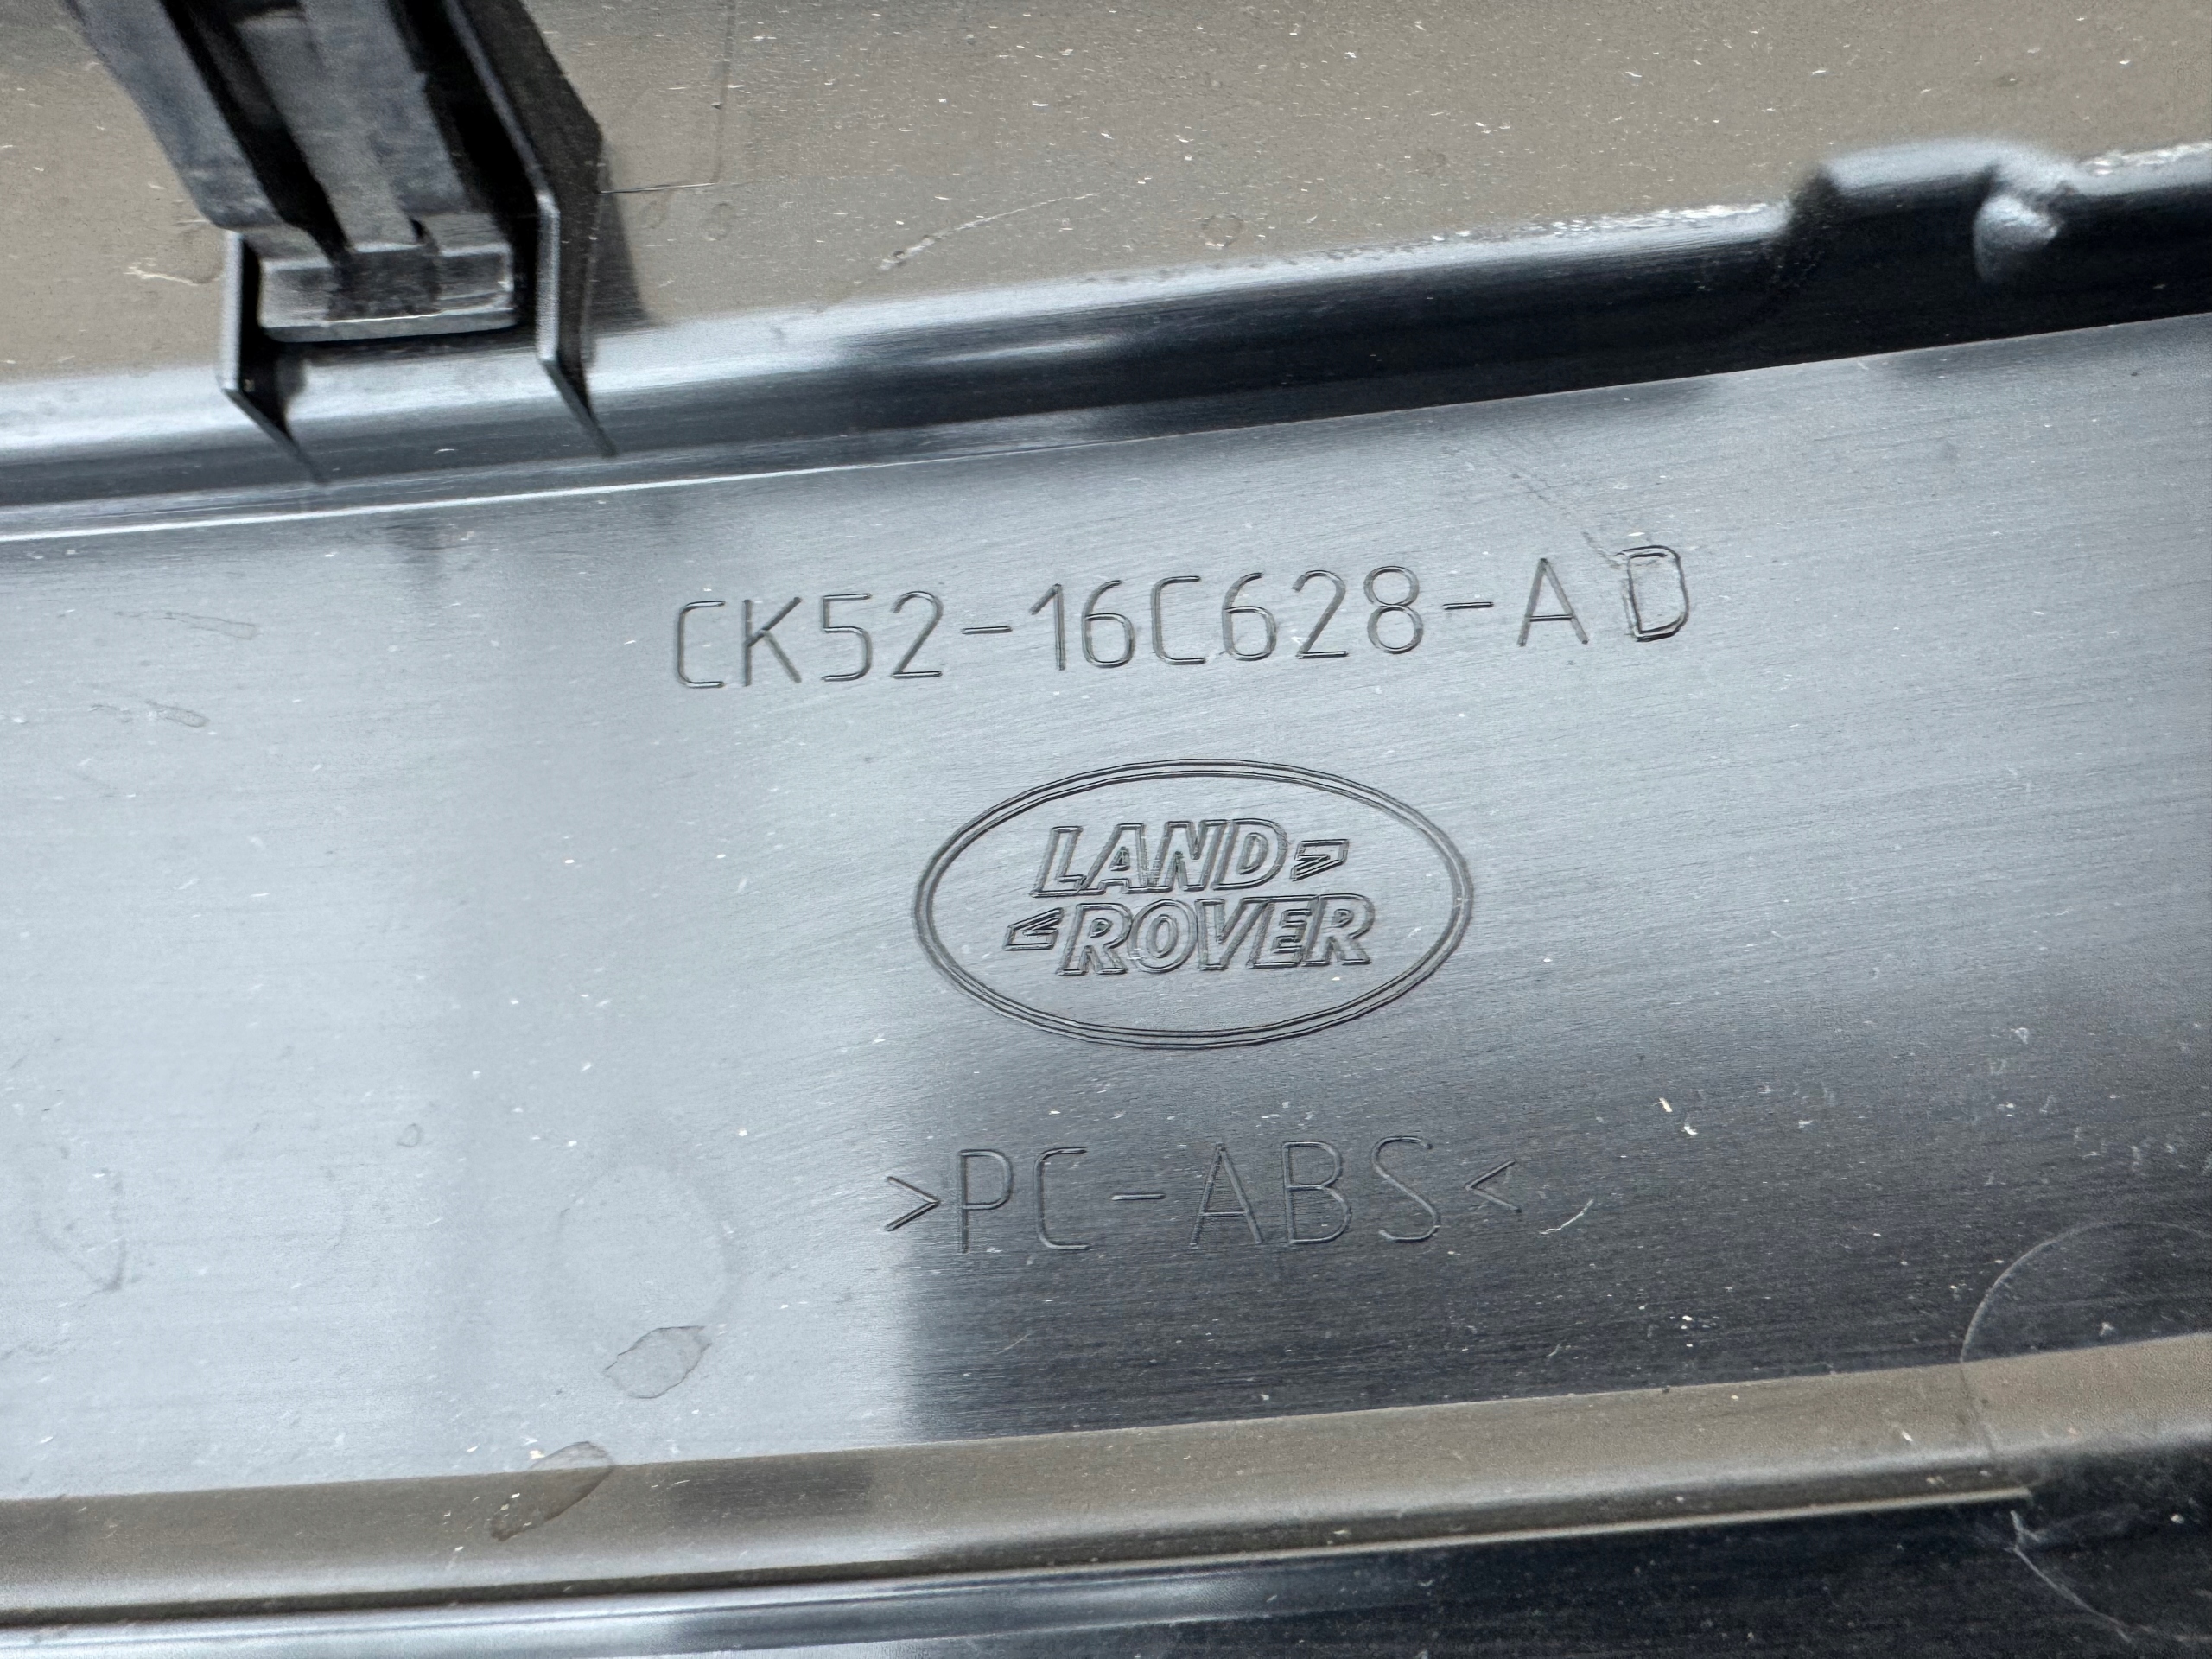 CK52-16C628-AD
LAND
ROVER
>PC-ABS<